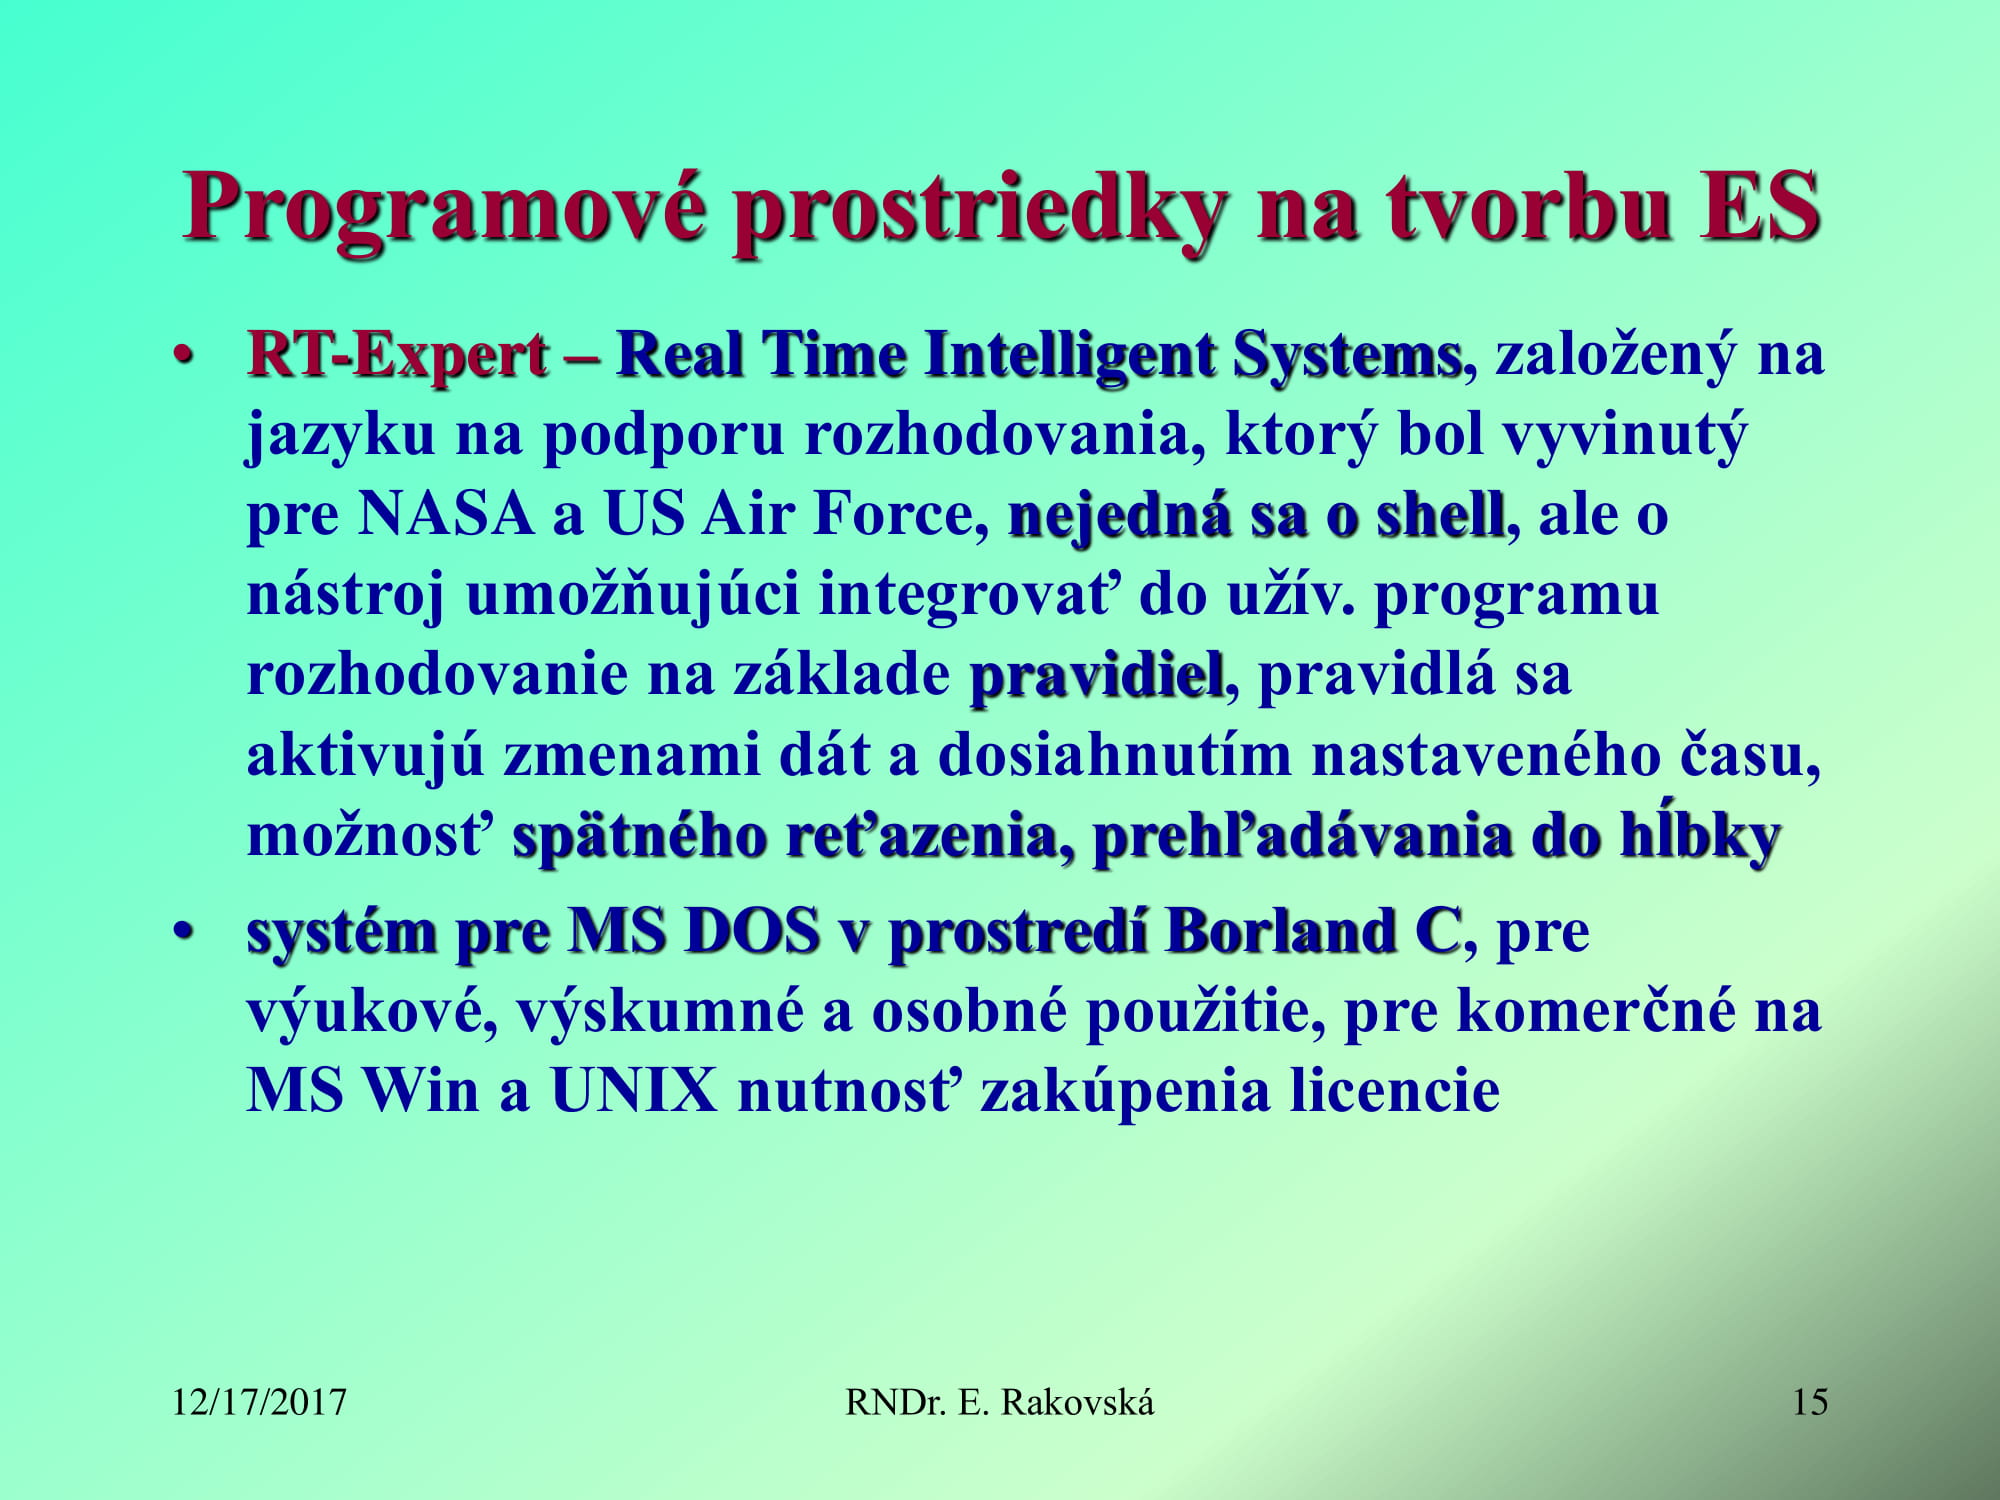 Programové prostriedky na tvorbu ES
• RT-Expert – Real Time Intelligent Systems, založený na
jazyku na podporu rozhodovania, ktorý bol vyvinutý
pre NASA a US Air Force, nejedná sa o shell, ale o
nástroj umožňujúci integrovať do užív. programu
rozhodovanie na základe pravidiel, pravidlá sa
aktivujú zmenami dát a dosiahnutím nastaveného času,
možnosť spätného reťazenia, prehľadávania do hĺbky
• systém pre MS DOS v prostredí Borland C, pre
výukové, výskumné a osobné použitie, pre komerčné na
MS Win a UNIX nutnosť zakúpenia licencie
12/17/2017 RNDr. E. Rakovská 15